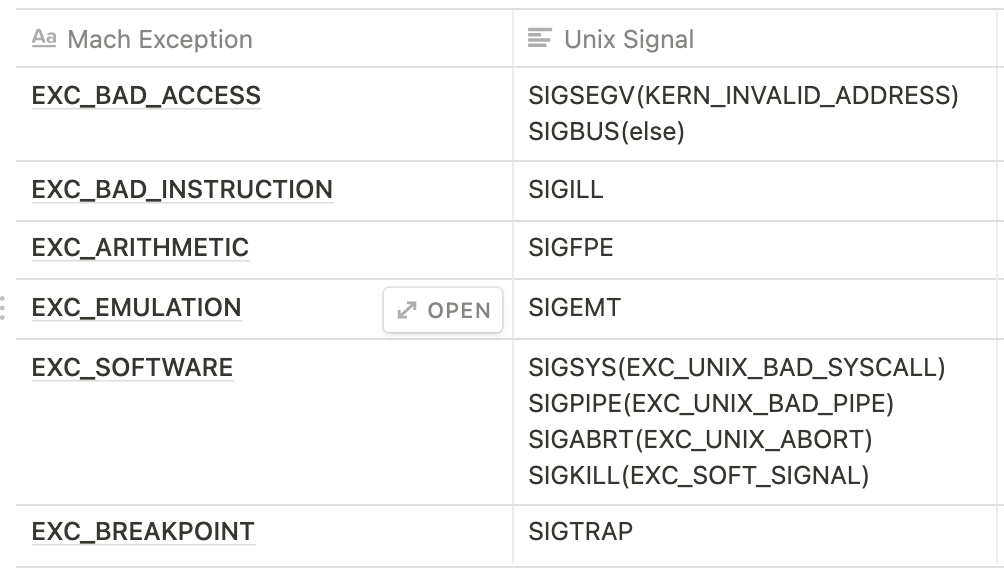 Aa Mach Exception
Unix Signal
EXC_BAD_ACCESS
SIGSEGV(KERN_INVALID_ADDRESS)
SIGBUS(else)
EXC_BAD_INSTRUCTION
SIGILL
EXC_ARITHMETIC
SIGFPE
EXC_EMULATION
OPEN
SIGEMT
EXC_SOFTWARE
SIGSYS(EXC_UNIX_BAD_SYSCALL)
SIGPIPE(EXC_UNIX_BAD_PIPE)
SIGABRT(EXC_UNIX_ABORT)
SIGKILL(EXC_SOFT_SIGNAL)
EXC_BREAKPOINT
SIGTRAP